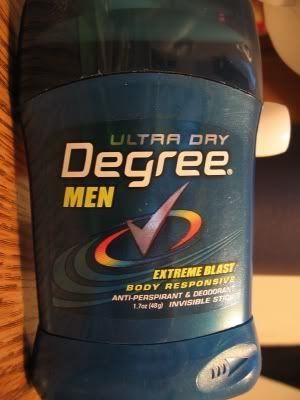 ULTRA DRY
Degree®
MEN
EXTREME BLAST
BODY RESPONSIVE
ANTI-PERSPIRANT & DEODORANT
1.7oz (48g) INVISIBLE STICK